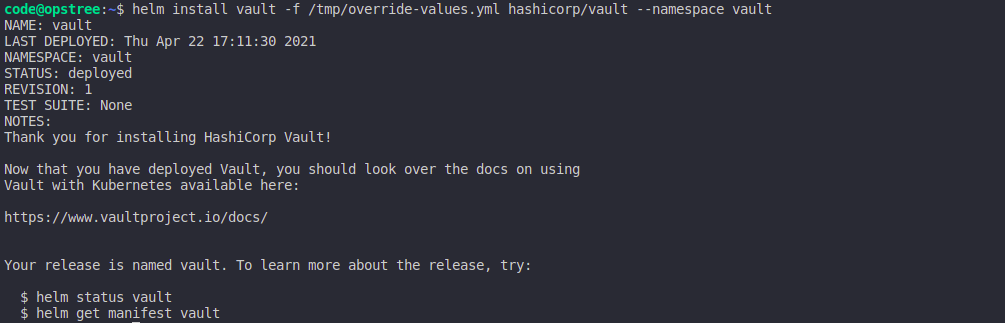 code@opstree:~$ helm install vault -f /tmp/override-values.yml hashicorp/vault --namespace vault
NAME: vault
LAST DEPLOYED: Thu Apr 22 17:11:30 2021
NAMESPACE: vault
STATUS: deployed
REVISION: 1
TEST SUITE: None
NOTES:
Thank you for installing HashiCorp Vault!
Now that you have deployed Vault, you should look over the docs on using
Vault with Kubernetes available here:
https://www.vaultproject.io/docs/
Your release is named vault. To learn more about the release, try:
$ helm status vault
$ helm get manifest vault